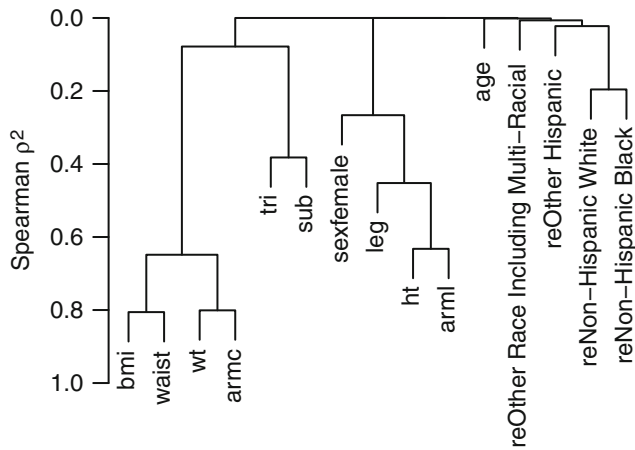 0.0
0.2
0.4
0.6
0.8
1.0
Spearman ρ²
bmi
waist
wt
armc
tri
sub
sexfemale
leg
ht
arml
age
reOther Race Including Multi−Racial
reOther Hispanic
reNon−Hispanic White
reNon−Hispanic Black